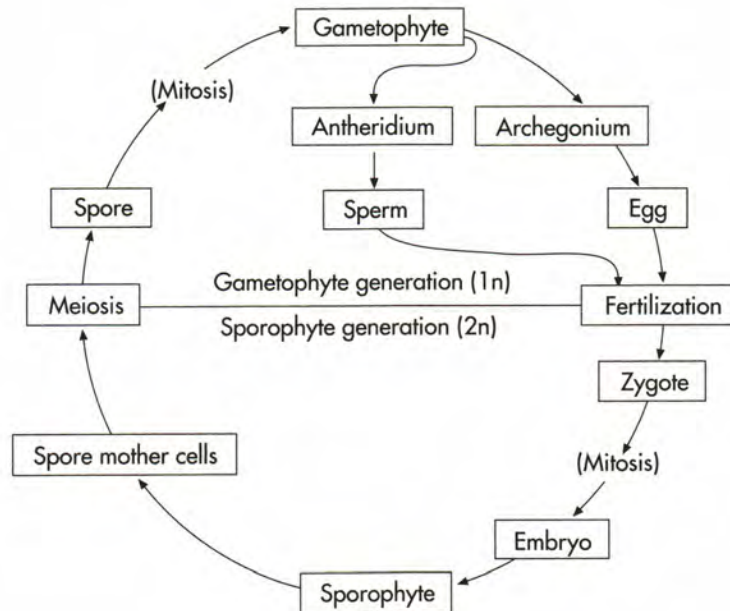 Gametophyte
(Mitosis)
Antheridium
Archegonium
Spore
Sperm
Egg
Gametophyte generation (1n)
Meiosis
Fertilization
Sporophyte generation (2n)
Zygote
Spore mother cells
(Mitosis)
Embryo
Sporophyte